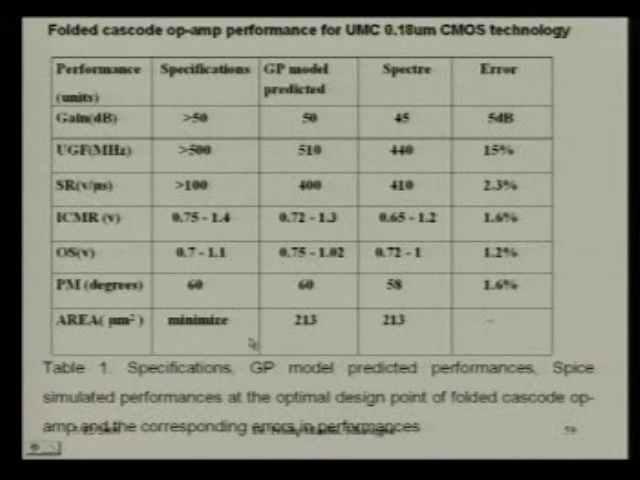 Folded cascode op-amp performance for UMC 0.18um CMOS technology
Performance (units) Specifications GP model predicted Spectre Error
Gain(dB) >50 50 45 5dB
UGF(MHz) >500 510 440 15%
SR(v/µs) >100 400 410 2.3%
ICMR (v) 0.75 - 1.4 0.72 - 1.3 0.65 - 1.2 1.6%
OS(v) 0.7 - 1.1 0.75 - 1.02 0.72 - 1 1.2%
PM (degrees) 60 60 58 1.6%
AREA( µm² ) minimize 213 213 -
Table 1. Specifications, GP model predicted performances, Spice
simulated performances at the optimal design point of folded cascode op-
amp and the corresponding errors in performances